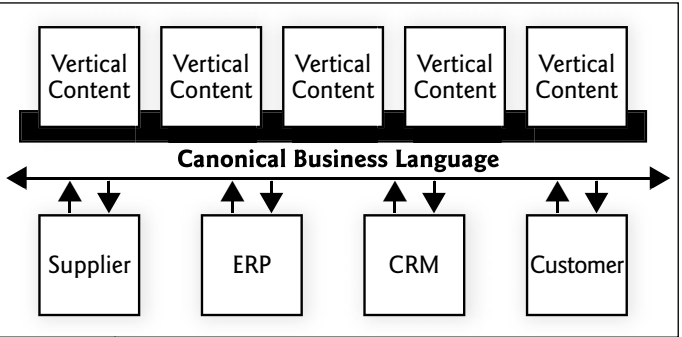 Vertical Content
Vertical Content
Vertical Content
Vertical Content
Vertical Content
Canonical Business Language
Supplier
ERP
CRM
Customer